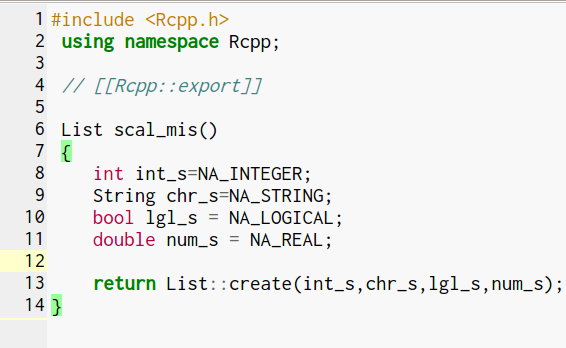 1 #include <Rcpp.h>
2 using namespace Rcpp;
3
4 // [[Rcpp::export]]
5
6 List scal_mis()
7 {
8 int int_s=NA_INTEGER;
9 String chr_s=NA_STRING;
10 bool lgl_s = NA_LOGICAL;
11 double num_s = NA_REAL;
12
13 return List::create(int_s,chr_s,lgl_s,num_s);
14 }